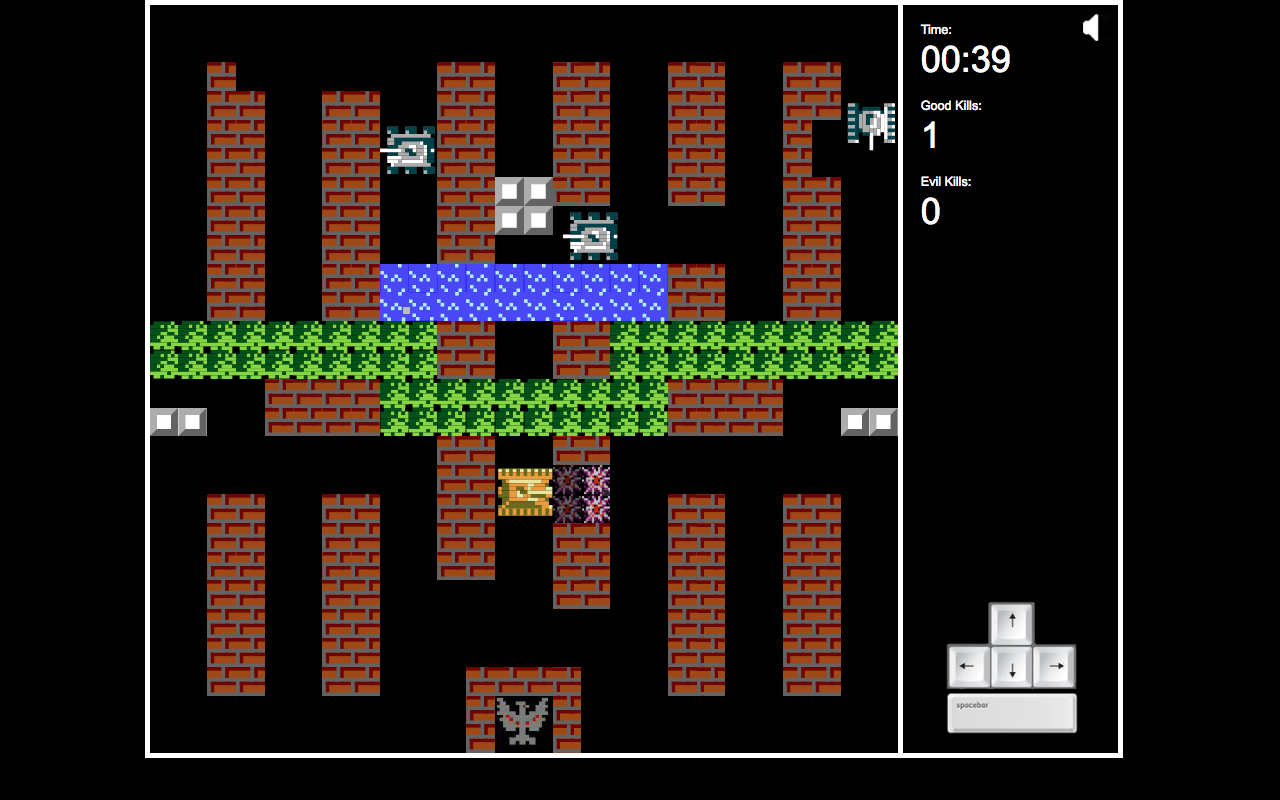 Time:
00:39
Good Kills:
1
Evil Kills:
0
↑
← ↓ →
spacebar